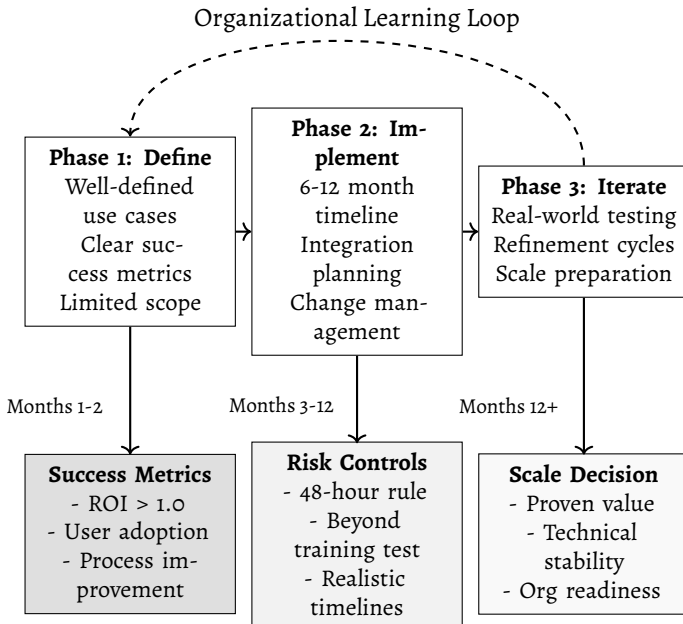 Organizational Learning Loop
Phase 1: Define
Well-defined
use cases
Clear suc-
cess metrics
Limited scope
Phase 2: Im-
plement
6-12 month
timeline
Integration
planning
Change man-
agement
Phase 3: Iterate
Real-world testing
Refinement cycles
Scale preparation
Months 1-2
Months 3-12
Months 12+
Success Metrics
- ROI > 1.0
- User adoption
- Process im-
provement
Risk Controls
- 48-hour rule
- Beyond
training test
- Realistic
timelines
Scale Decision
- Proven value
- Technical
stability
- Org readiness